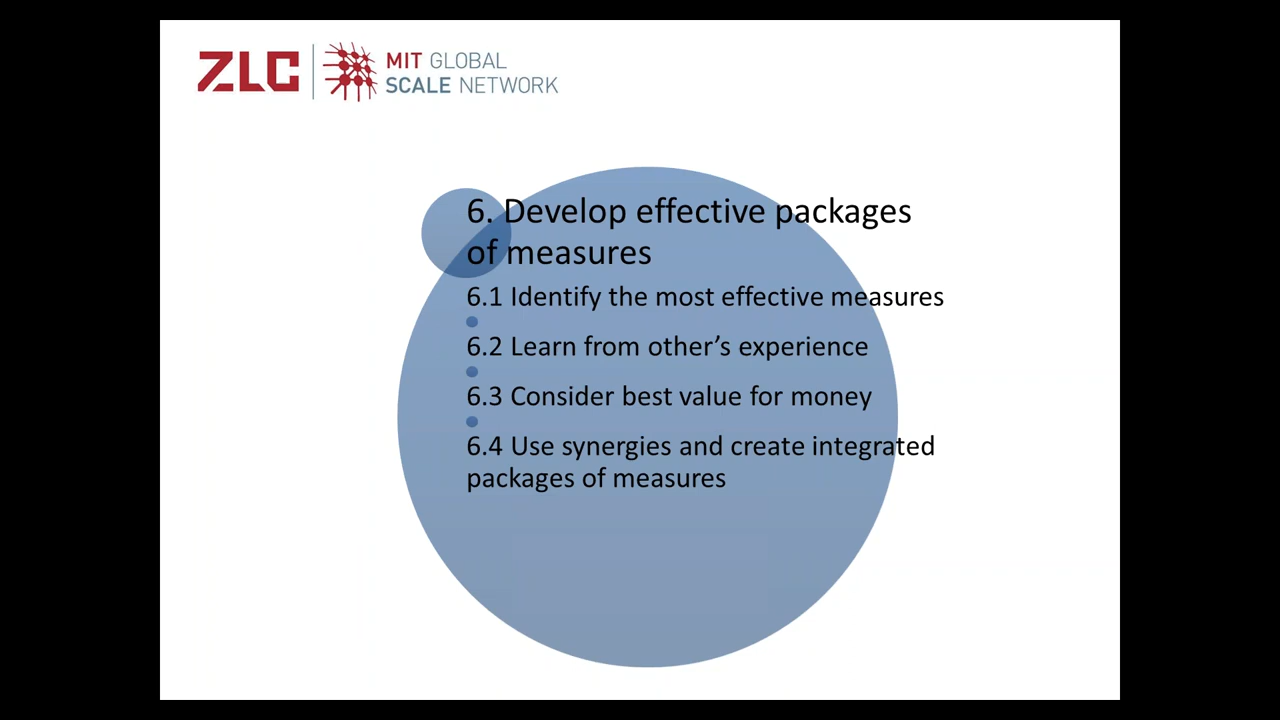 ZLC
MIT GLOBAL
SCALE NETWORK
6. Develop effective packages
of measures
6.1 Identify the most effective measures
6.2 Learn from other’s experience
6.3 Consider best value for money
6.4 Use synergies and create integrated
packages of measures